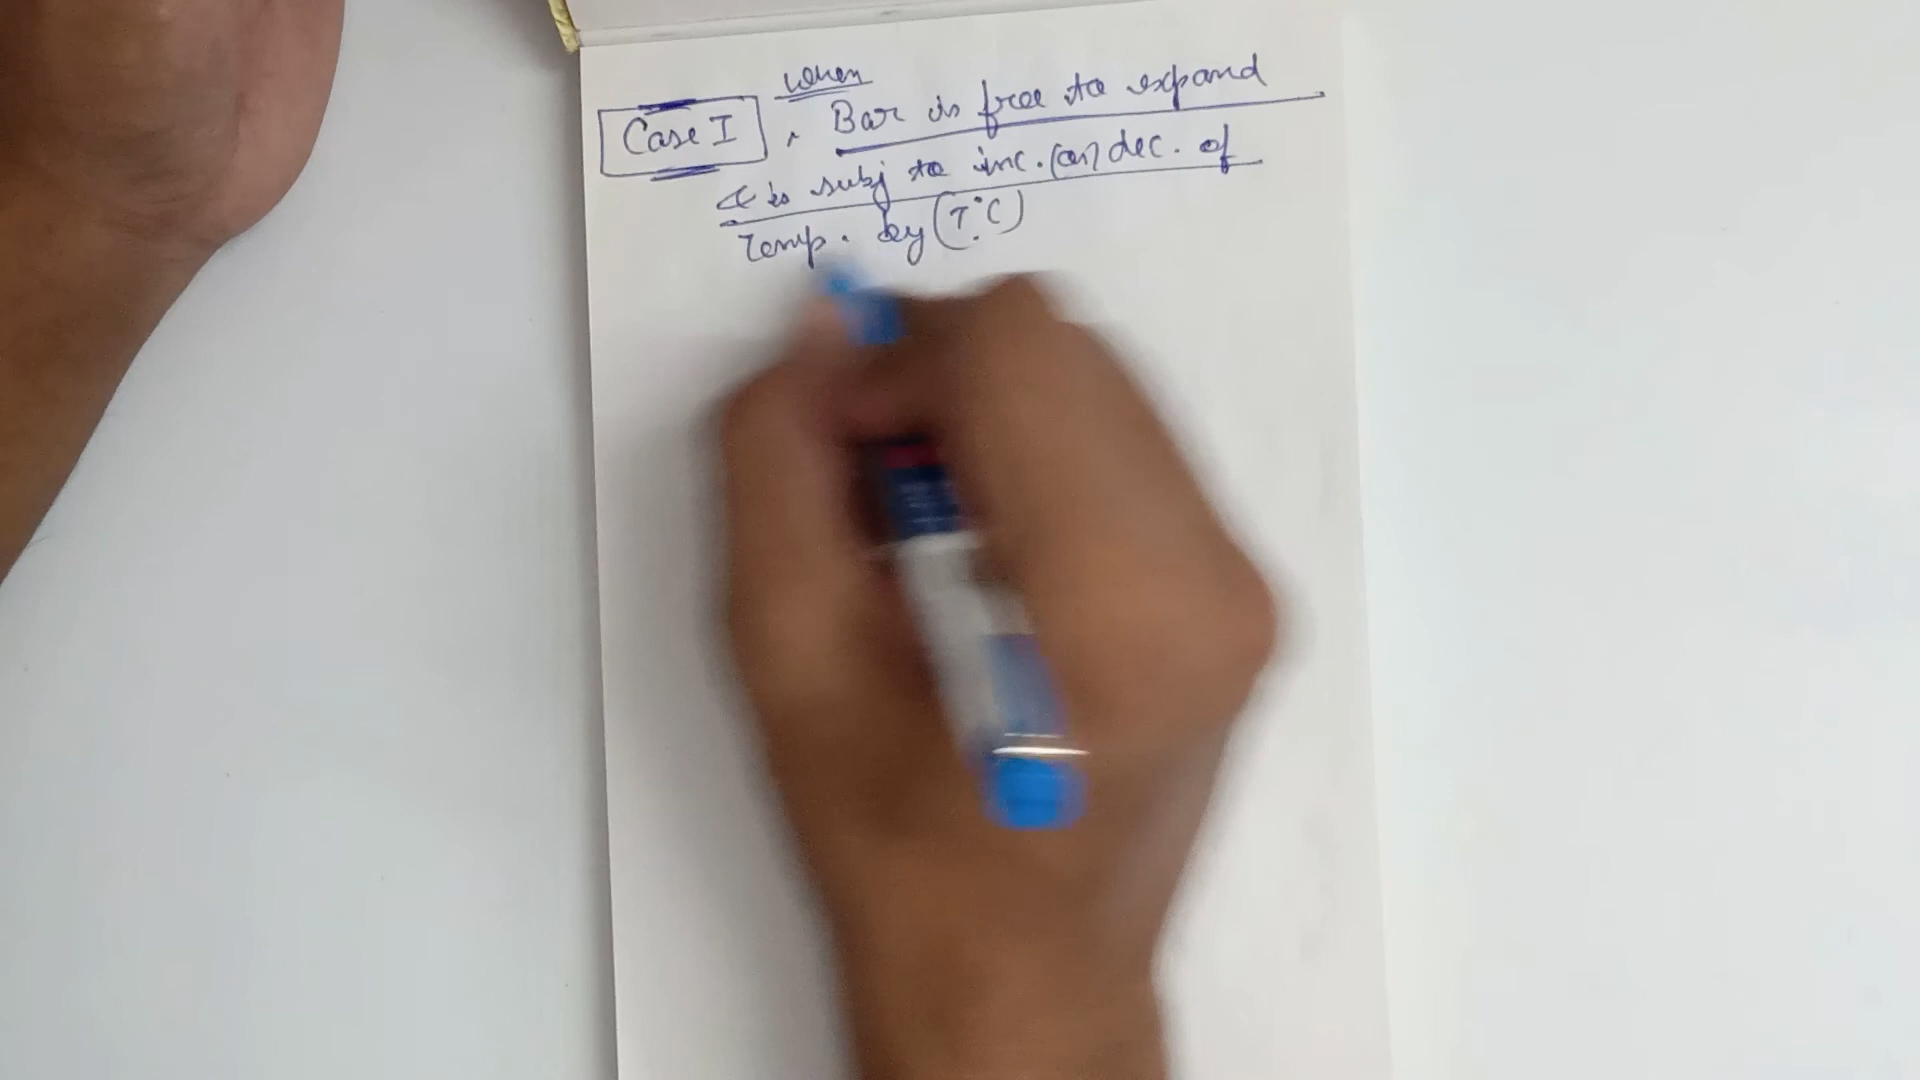 when
Case I , Bar is free to expand
& is subj to inc. (or) dec. of
Temp. by (T°C)